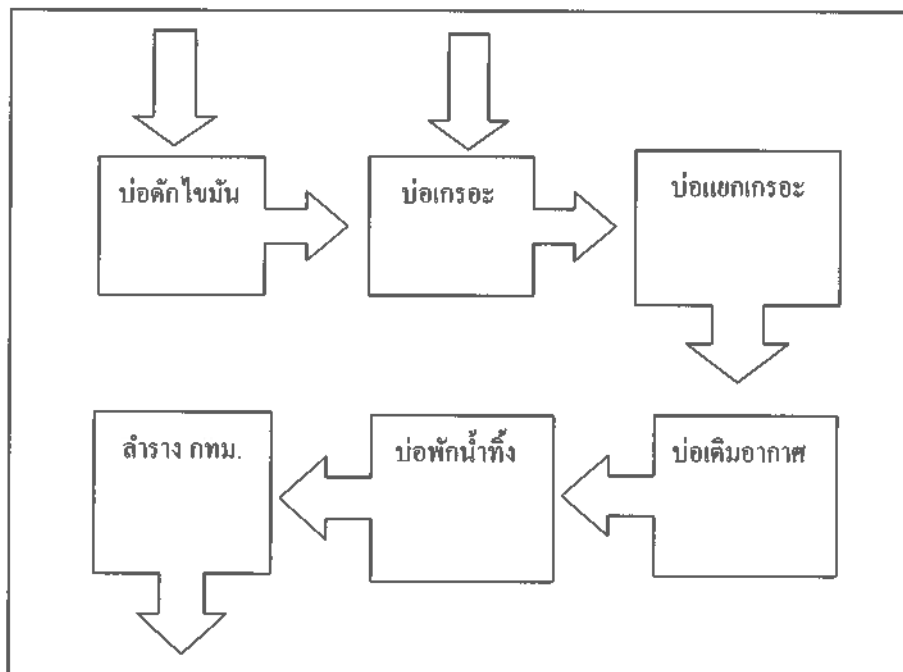 บ่อดักไขมัน
บ่อเกรอะ
บ่อแยกเกรอะ
บ่อเติมอากาศ
บ่อพักน้ำทิ้ง
ลำราง กทม.